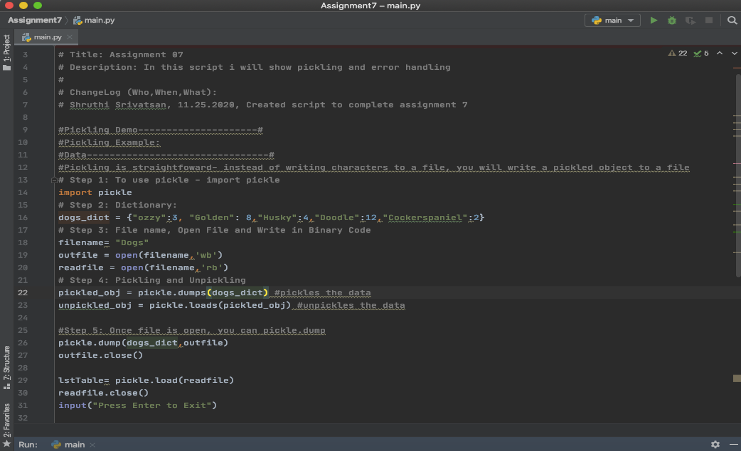 Assignment7 – main.py
Assignment7 main.py main
main.py
22 5
1: Project
3 # Title: Assignment 07
4 # Description: In this script i will show pickling and error handling
5 #
6 # ChangeLog (Who,When,What):
7 # Shruthi Srivatsan, 11.25.2020, Created script to complete assignment 7
8
9 #Pickling Demo----------------------#
10 #Pickling Example:
11 #Data---------------------------------#
12 #Pickling is straightfoward- instead of writing characters to a file, you will write a pickled object to a file
13 # Step 1: To use pickle - import pickle
14 import pickle
15 # Step 2: Dictionary:
16 dogs_dict = {"ozzy":3, "Golden": 8,"Husky":4,"Doodle":12,"Cockerspaniel":2}
17 # Step 3: File name, Open File and Write in Binary Code
18 filename= "Dogs"
19 outfile = open(filename,'wb')
20 readfile = open(filename,'rb')
21 # Step 4: Pickling and Unpickling
22 pickled_obj = pickle.dumps(dogs_dict) #pickles the data
23 unpickled_obj = pickle.loads(pickled_obj) #unpickles the data
24
25 #Step 5: Once file is open, you can pickle.dump
26 pickle.dump(dogs_dict,outfile)
27 outfile.close()
28
29 lstTable= pickle.load(readfile)
30 readfile.close()
31 input("Press Enter to Exit")
32
7: Structure
2: Favorites
Run: main